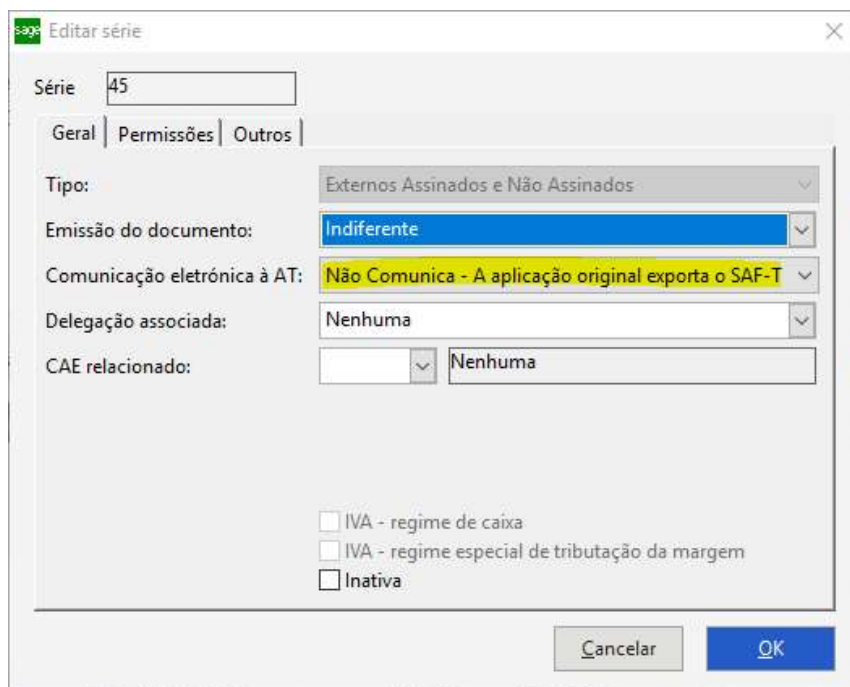 sage Editar série
Série 45
Geral Permissões Outros
Tipo: Externos Assinados e Não Assinados
Emissão do documento: Indiferente
Comunicação eletrónica à AT: Não Comunica - A aplicação original exporta o SAF-T
Delegação associada: Nenhuma
CAE relacionado: Nenhuma
IVA - regime de caixa
IVA - regime especial de tributação da margem
Inativa
Cancelar OK